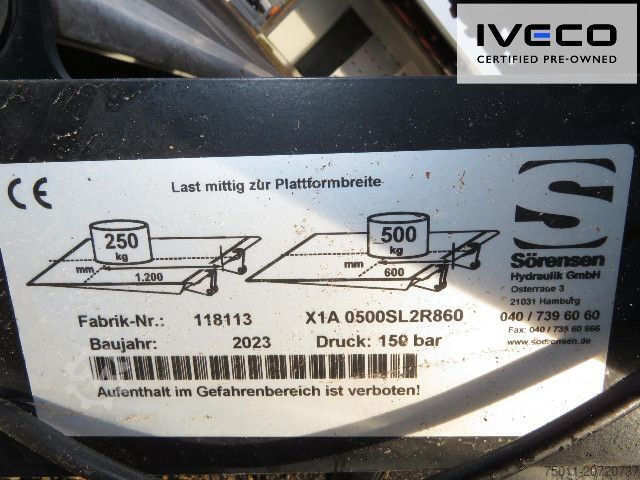 IVECO
CERTIFIED PRE-OWNED
CE
Last mittig zur Plattformbreite
250
kg
mm
1.200
500
kg
mm
600
S
Sörensen
Hydraulik GmbH
Osterrade 3
21031 Hamburg
040 / 739 60 60
Fax: 040 / 739 60 666
www.soerensen.de
Fabrik-Nr.: 118113 X1A 0500SL2R860
Baujahr: 2023 Druck: 150 bar
Aufenthalt im Gefahrenbereich ist verboten!
75011-20720737